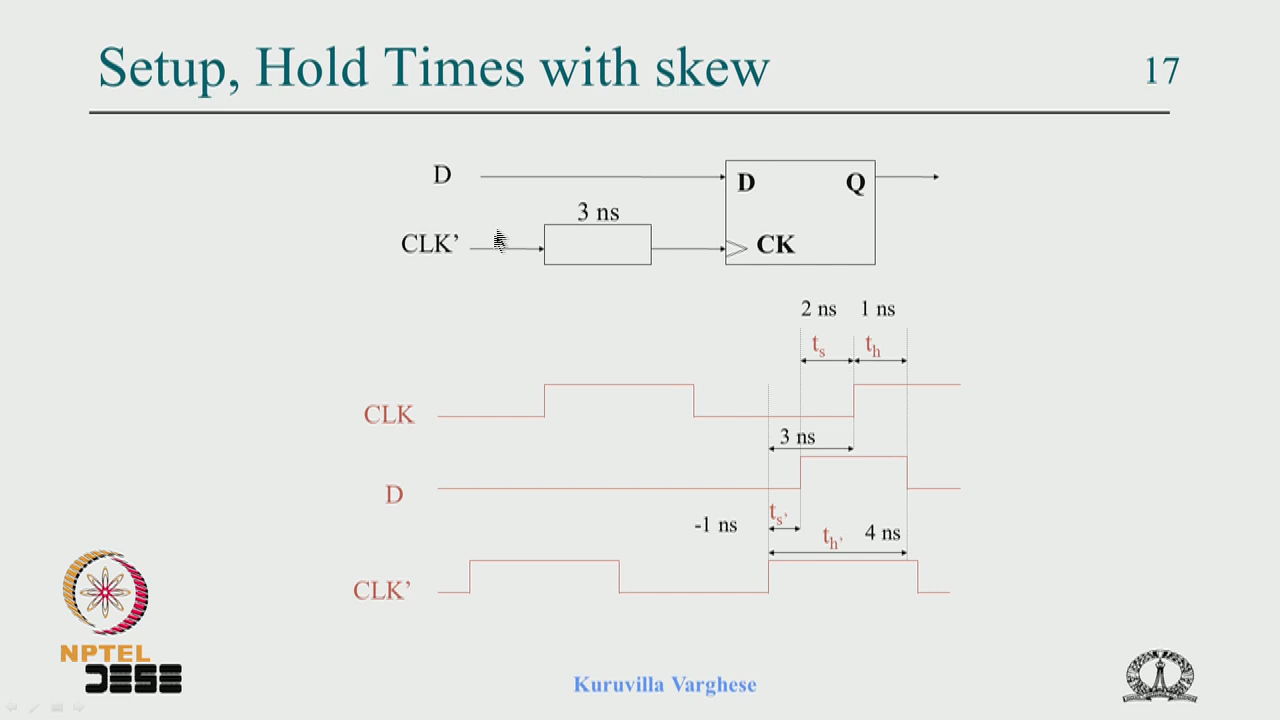 Setup, Hold Times with skew
17
D
D Q
3 ns
CLK’
CK
2 ns 1 ns
ts th
CLK
3 ns
D
ts’
-1 ns
th’ 4 ns
CLK’
NPTEL
Kuruvilla Varghese